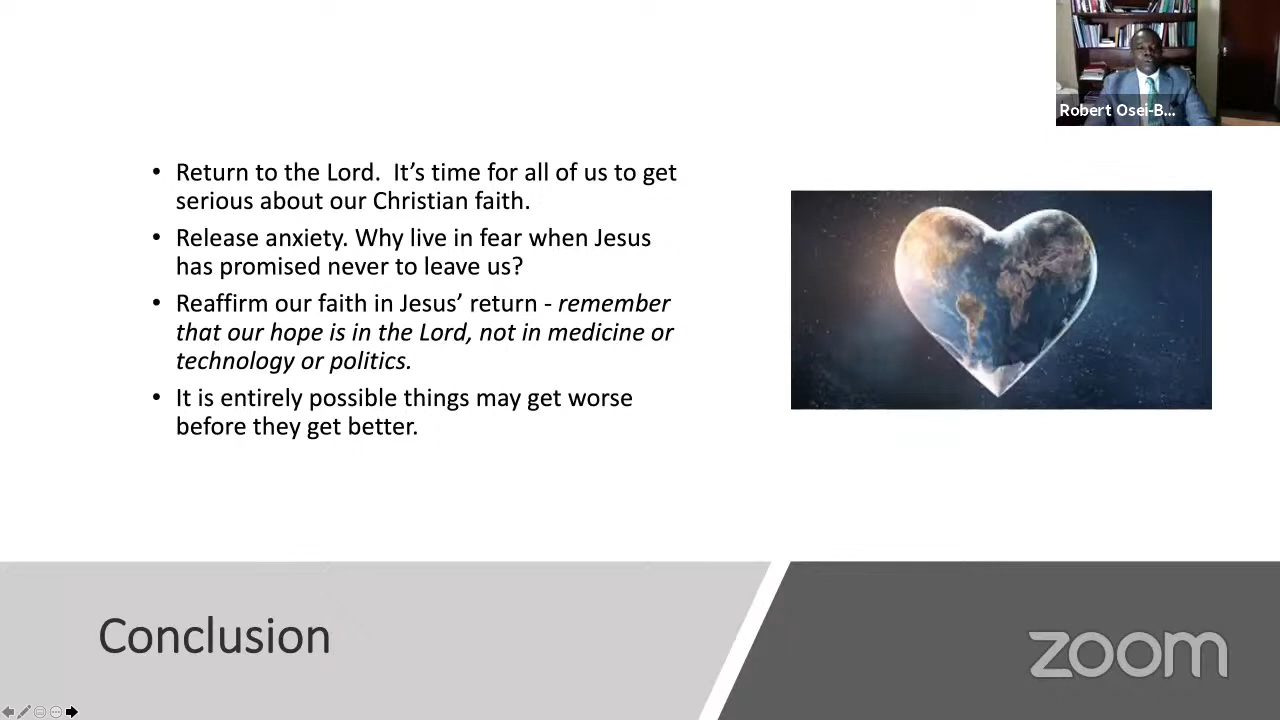 Robert Osei-B...
• Return to the Lord.  It’s time for all of us to get
serious about our Christian faith.
• Release anxiety. Why live in fear when Jesus
has promised never to leave us?
• Reaffirm our faith in Jesus’ return - remember
that our hope is in the Lord, not in medicine or
technology or politics.
• It is entirely possible things may get worse
before they get better.
Conclusion
zoom